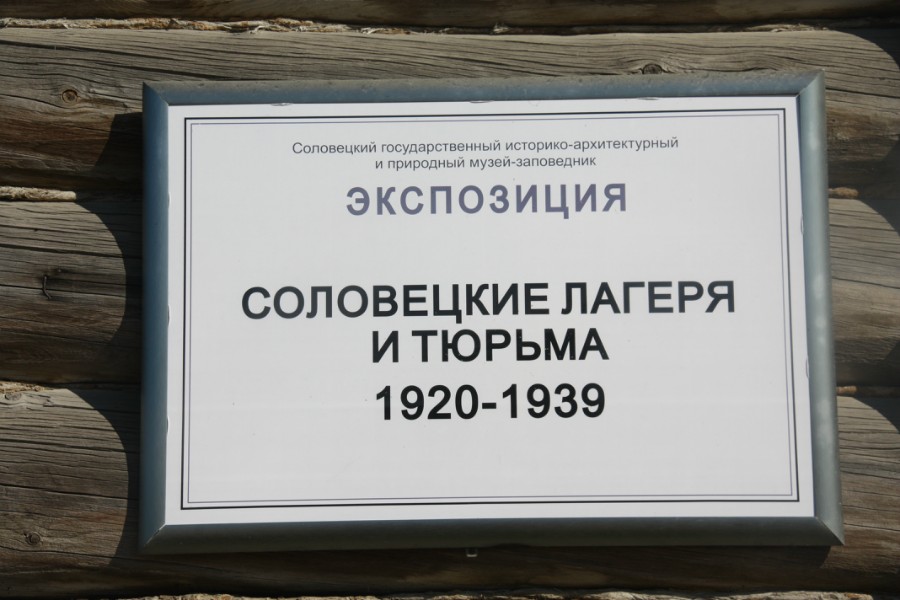 Соловецкий государственный историко-архитектурный
и природный музей-заповедник
ЭКСПОЗИЦИЯ
СОЛОВЕЦКИЕ ЛАГЕРЯ
И ТЮРЬМА
1920-1939